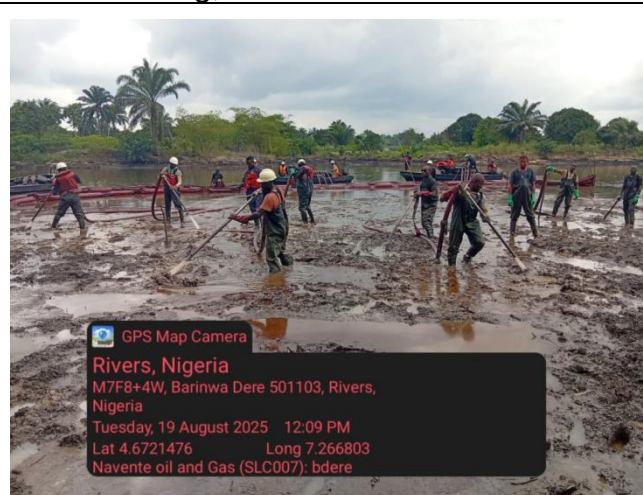 GPS Map Camera
Rivers, Nigeria
M7F8+4W, Barinwa Dere 501103, Rivers,
Nigeria
Tuesday, 19 August 2025 12:09 PM
Lat 4.6721476 Long 7.266803
Navente oil and Gas (SLC007): bdere